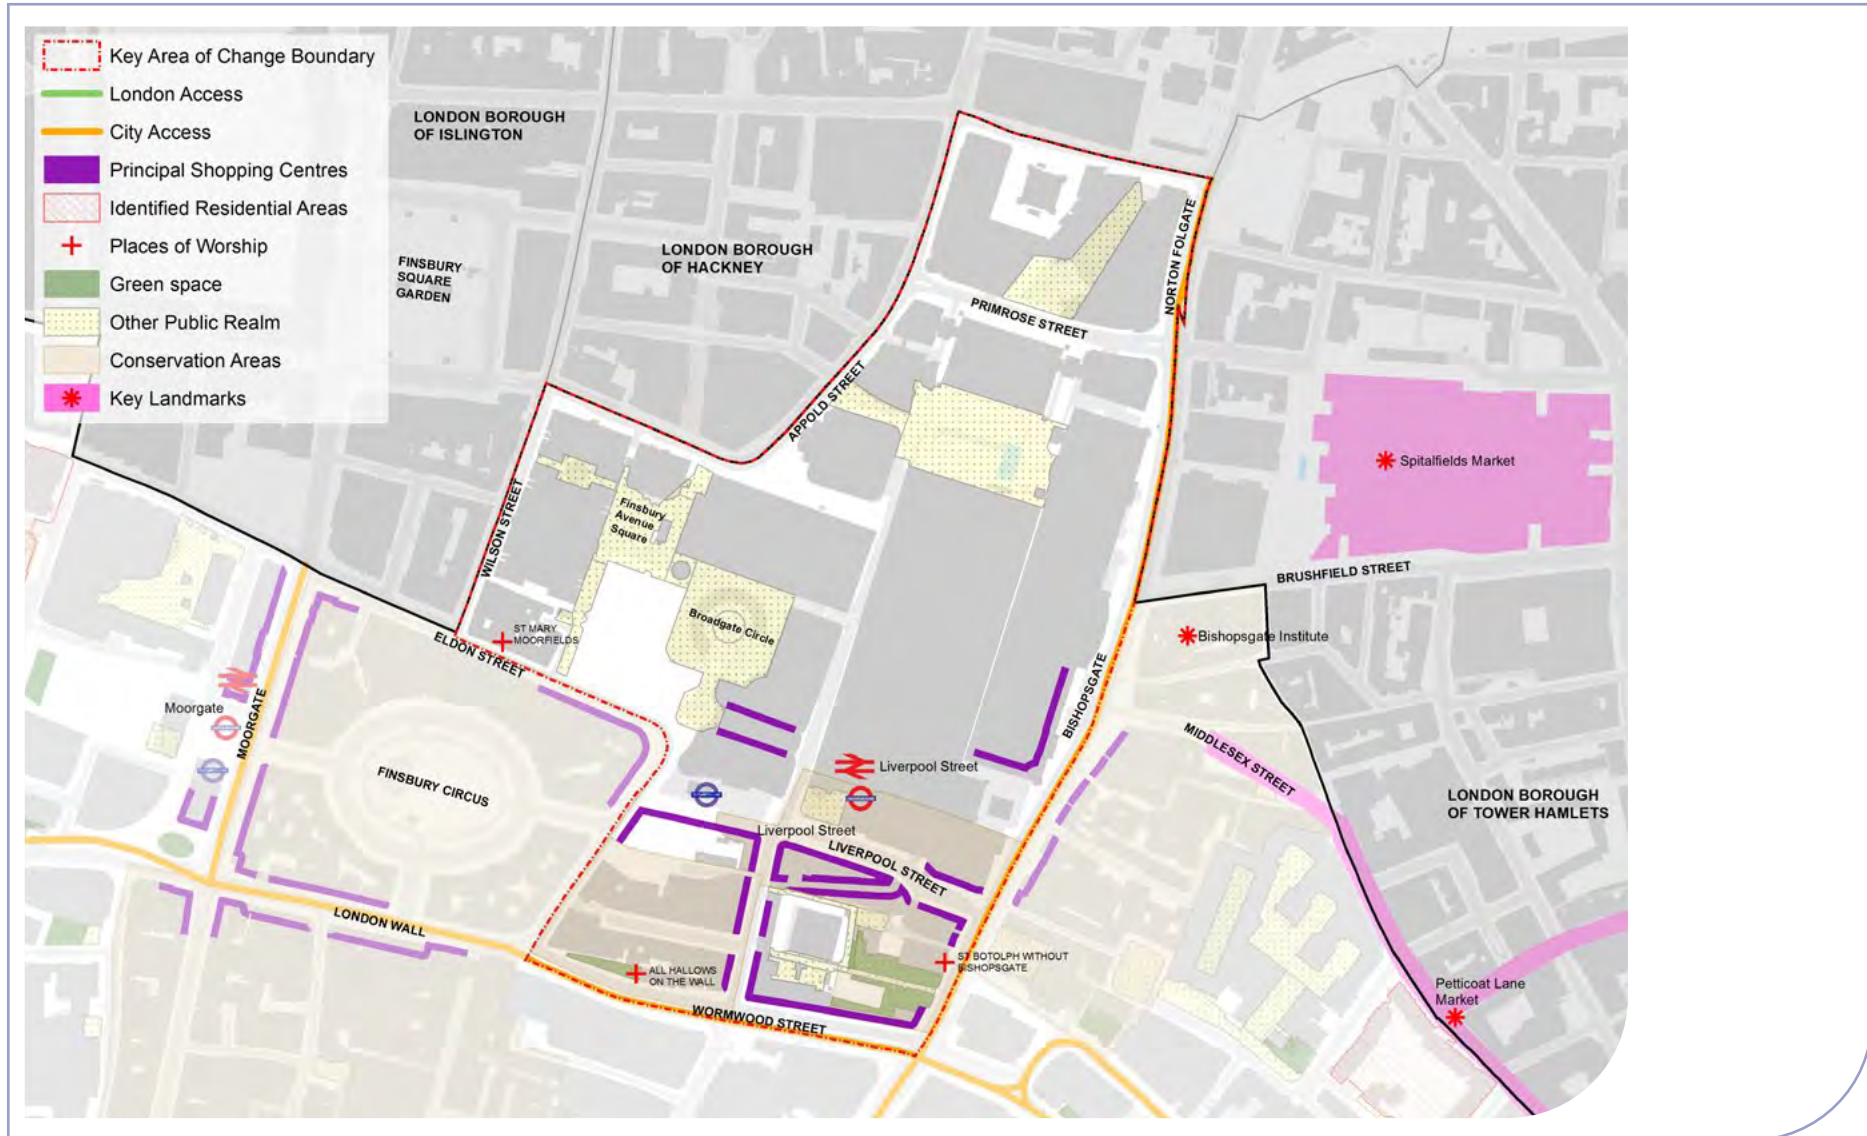 Key Area of Change Boundary
London Access
City Access
Principal Shopping Centres
Identified Residential Areas
Places of Worship
Green space
Other Public Realm
Conservation Areas
Key Landmarks
LONDON BOROUGH
OF ISLINGTON
LONDON BOROUGH
OF HACKNEY
FINSBURY
SQUARE
GARDEN
NORTON FOLGATE
PRIMROSE STREET
APPOLD STREET
Spitalfields Market
WILSON STREET
Finsbury
Avenue
Square
BRUSHFIELD STREET
Broadgate Circle
ST MARY
MOORFIELDS
ELDON STREET
Bishopsgate Institute
BISHOPSGATE
Moorgate
MOORGATE
MIDDLESEX STREET
Liverpool Street
FINSBURY CIRCUS
LONDON BOROUGH
OF TOWER HAMLETS
Liverpool Street
LIVERPOOL STREET
LONDON WALL
ALL HALLOWS
ON THE WALL
ST BOTOLPH WITHOUT
BISHOPSGATE
Petticoat Lane
Market
WORMWOOD STREET